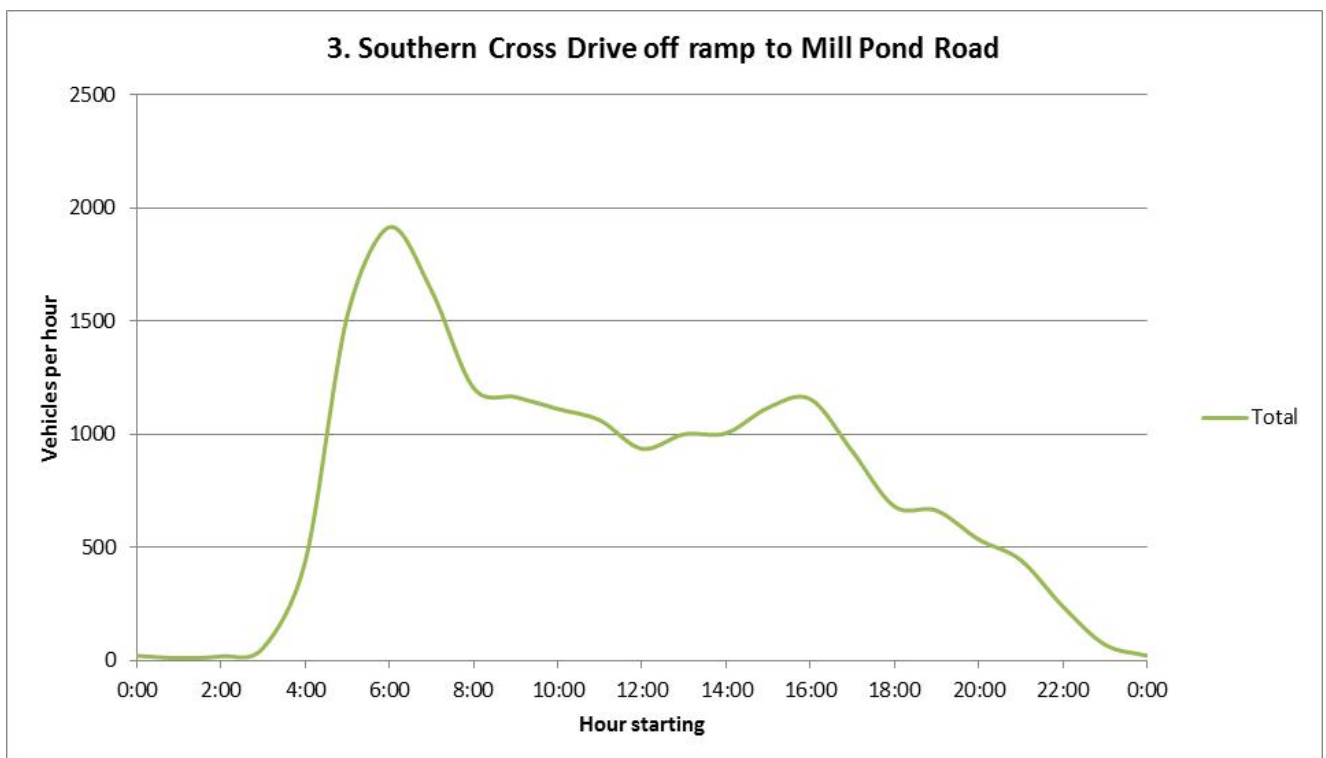 3. Southern Cross Drive off ramp to Mill Pond Road
2500
2000
1500
1000
500
0
Vehicles per hour
0:00 2:00 4:00 6:00 8:00 10:00 12:00 14:00 16:00 18:00 20:00 22:00 0:00
Hour starting
Total